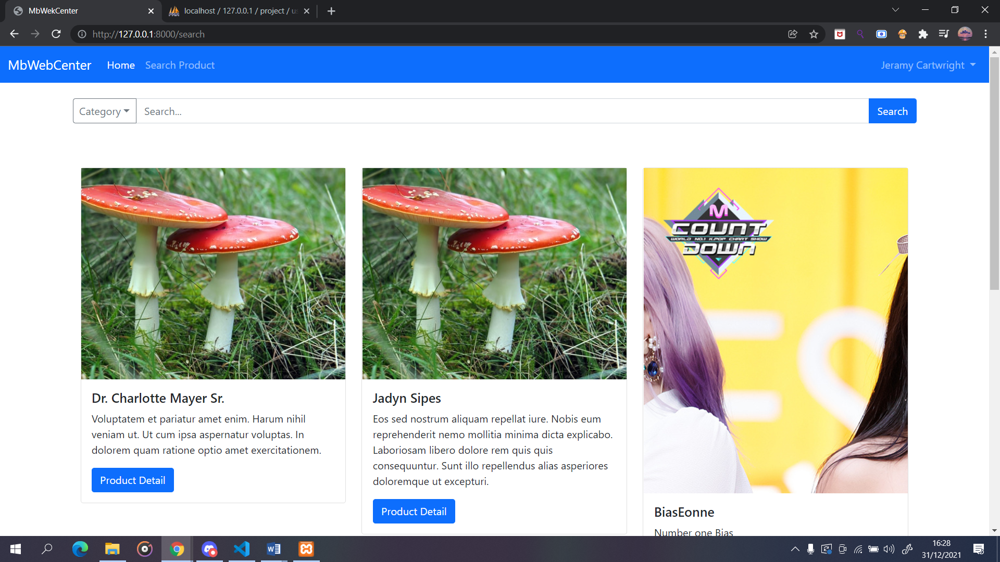 MbWekCenter
localhost / 127.0.0.1 / project / us
http://127.0.0.1:8000/search
MbWebCenter
Home
Search Product
Jeramy Cartwright
Category
Search...
Search
M
COUNT
WORLD NO.1 K-POP CHART SHOW
DOWN
ES
Dr. Charlotte Mayer Sr.
Voluptatem et pariatur amet enim. Harum nihil
veniam ut. Ut cum ipsa aspernatur voluptas. In
dolorem quam ratione optio amet exercitationem.
Product Detail
Jadyn Sipes
Eos sed nostrum aliquam repellat iure. Nobis eum
reprehenderit nemo mollitia minima dicta explicabo.
Laboriosam libero dolore rem quis quis
consequuntur. Sunt illo repellendus alias asperiores
doloremque ut excepturi.
Product Detail
BiasEonne
Number one Bias
16:28
31/12/2021